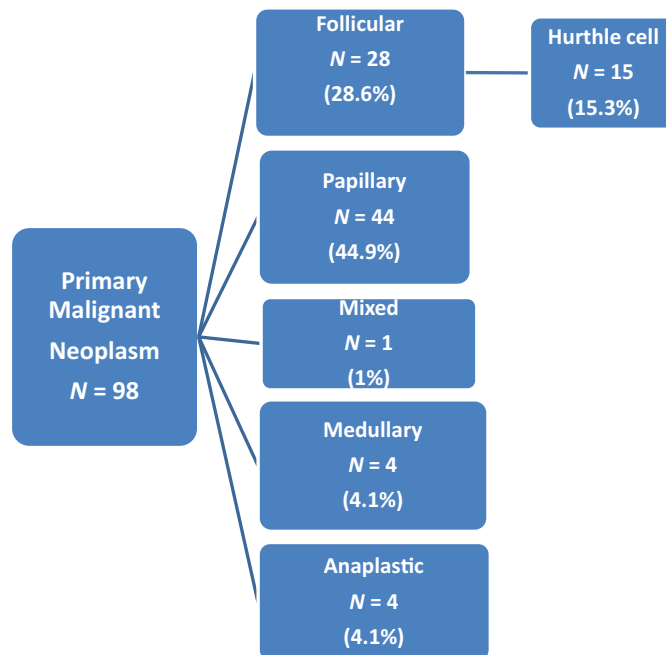 Primary
Malignant
Neoplasm
N = 98
Follicular
N = 28
(28.6%)
Hurthle cell
N = 15
(15.3%)
Papillary
N = 44
(44.9%)
Mixed
N = 1
(1%)
Medullary
N = 4
(4.1%)
Anaplastic
N = 4
(4.1%)